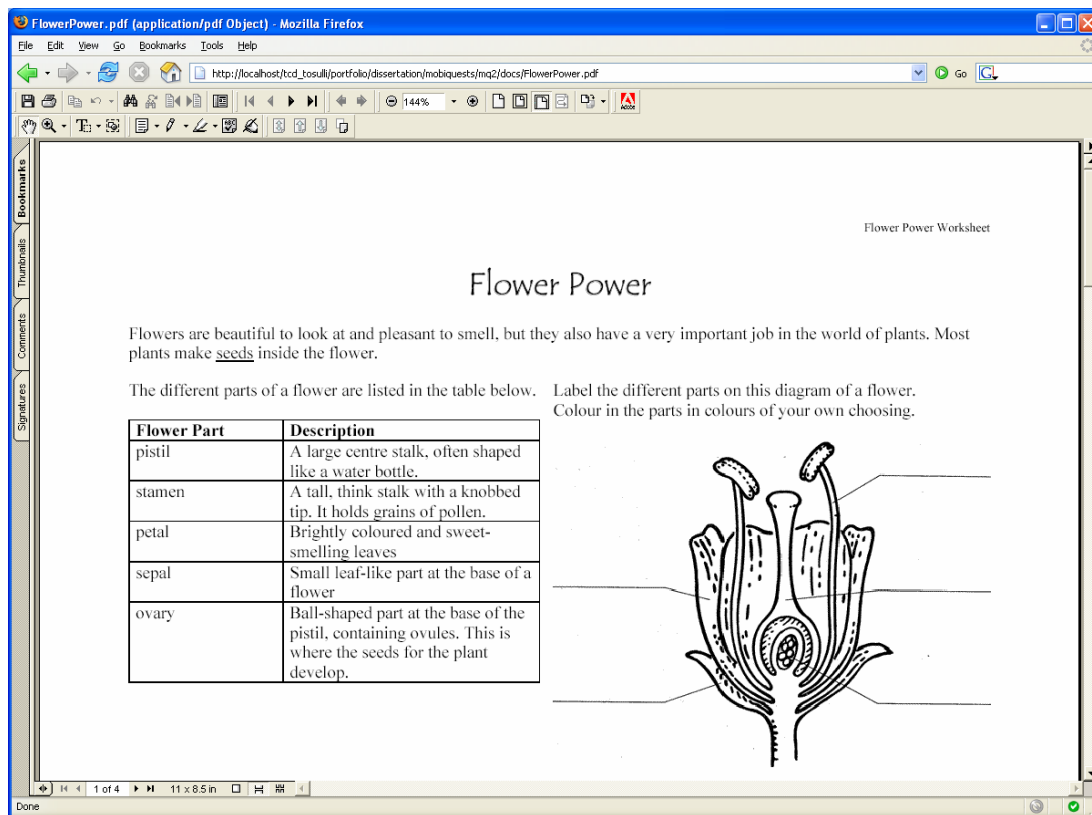 FlowerPower.pdf (application/pdf Object) - Mozilla Firefox
File Edit View Go Bookmarks Tools Help
http://localhost/tcd_tosulli/portfolio/dissertation/mobiquests/mq2/docs/FlowerPower.pdf
Go
G
144%
Adobe
Bookmarks
Thumbnails
Comments
Signatures
Flower Power Worksheet
Flower Power
Flowers are beautiful to look at and pleasant to smell, but they also have a very important job in the world of plants. Most
plants make seeds inside the flower.
The different parts of a flower are listed in the table below.
Flower Part Description
pistil A large centre stalk, often shaped
like a water bottle.
stamen A tall, think stalk with a knobbed
tip. It holds grains of pollen.
petal Brightly coloured and sweet-
smelling leaves
sepal Small leaf-like part at the base of a
flower
ovary Ball-shaped part at the base of the
pistil, containing ovules. This is
where the seeds for the plant
develop.
Label the different parts on this diagram of a flower.
Colour in the parts in colours of your own choosing.
1 of 4 11 x 8.5 in
Done